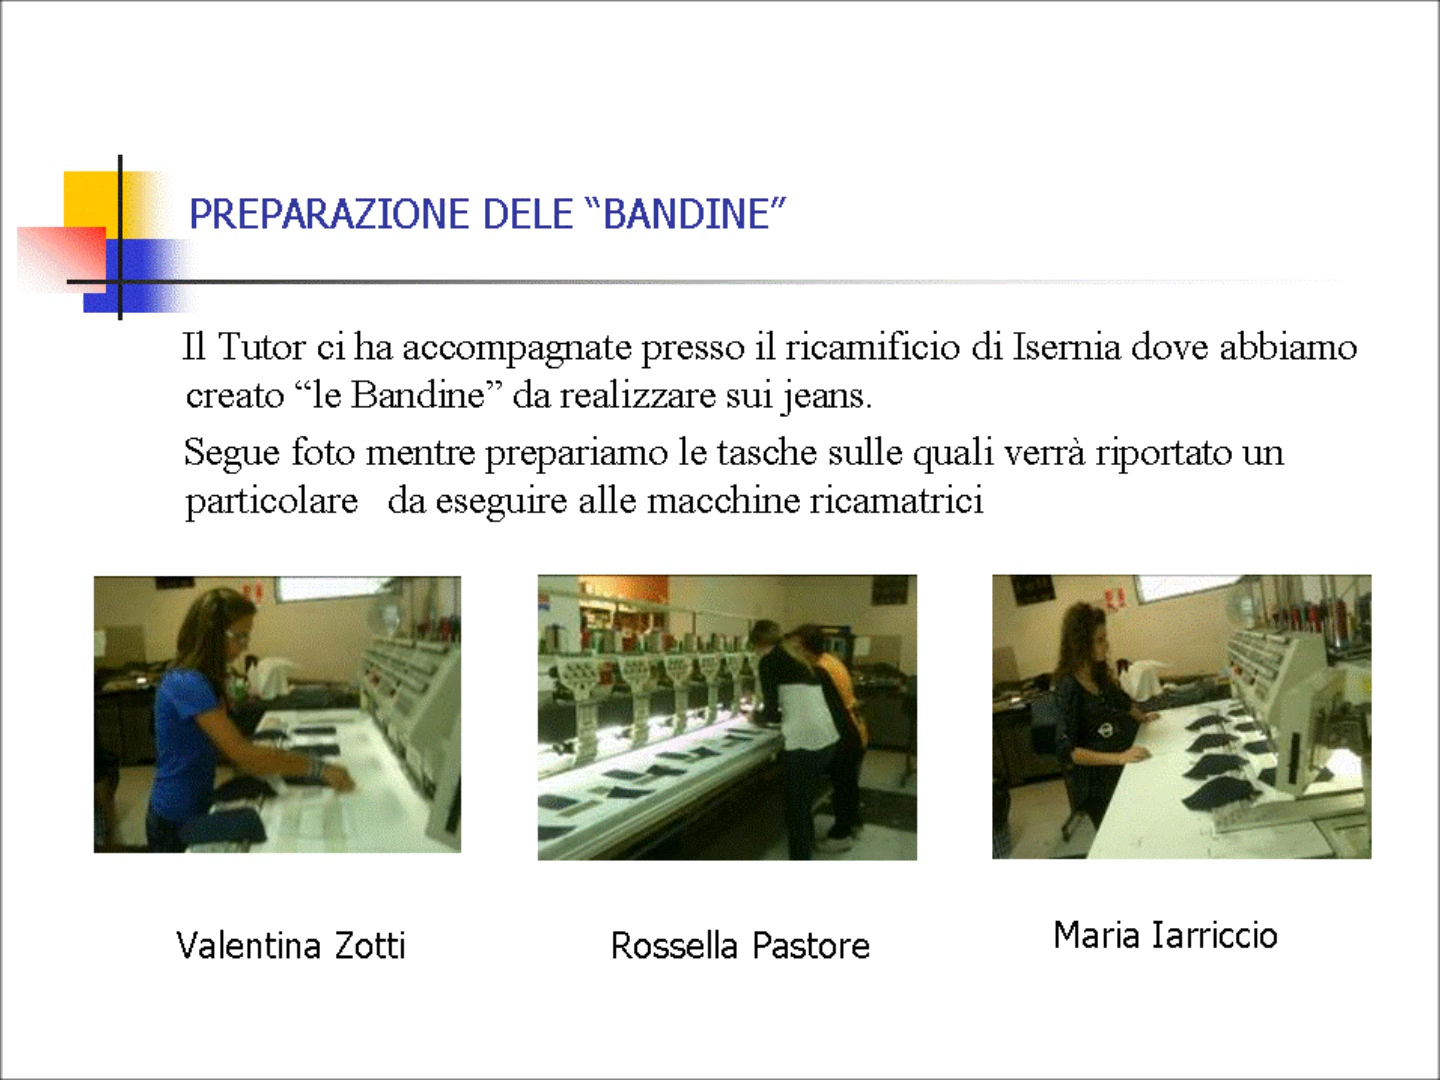 PREPARAZIONE DELE “BANDINE”
Il Tutor ci ha accompagnate presso il ricamificio di Isernia dove abbiamo
creato “le Bandine” da realizzare sui jeans.
Segue foto mentre prepariamo le tasche sulle quali verrà riportato un
particolare da eseguire alle macchine ricamatrici
Valentina Zotti
Rossella Pastore
Maria Iarriccio